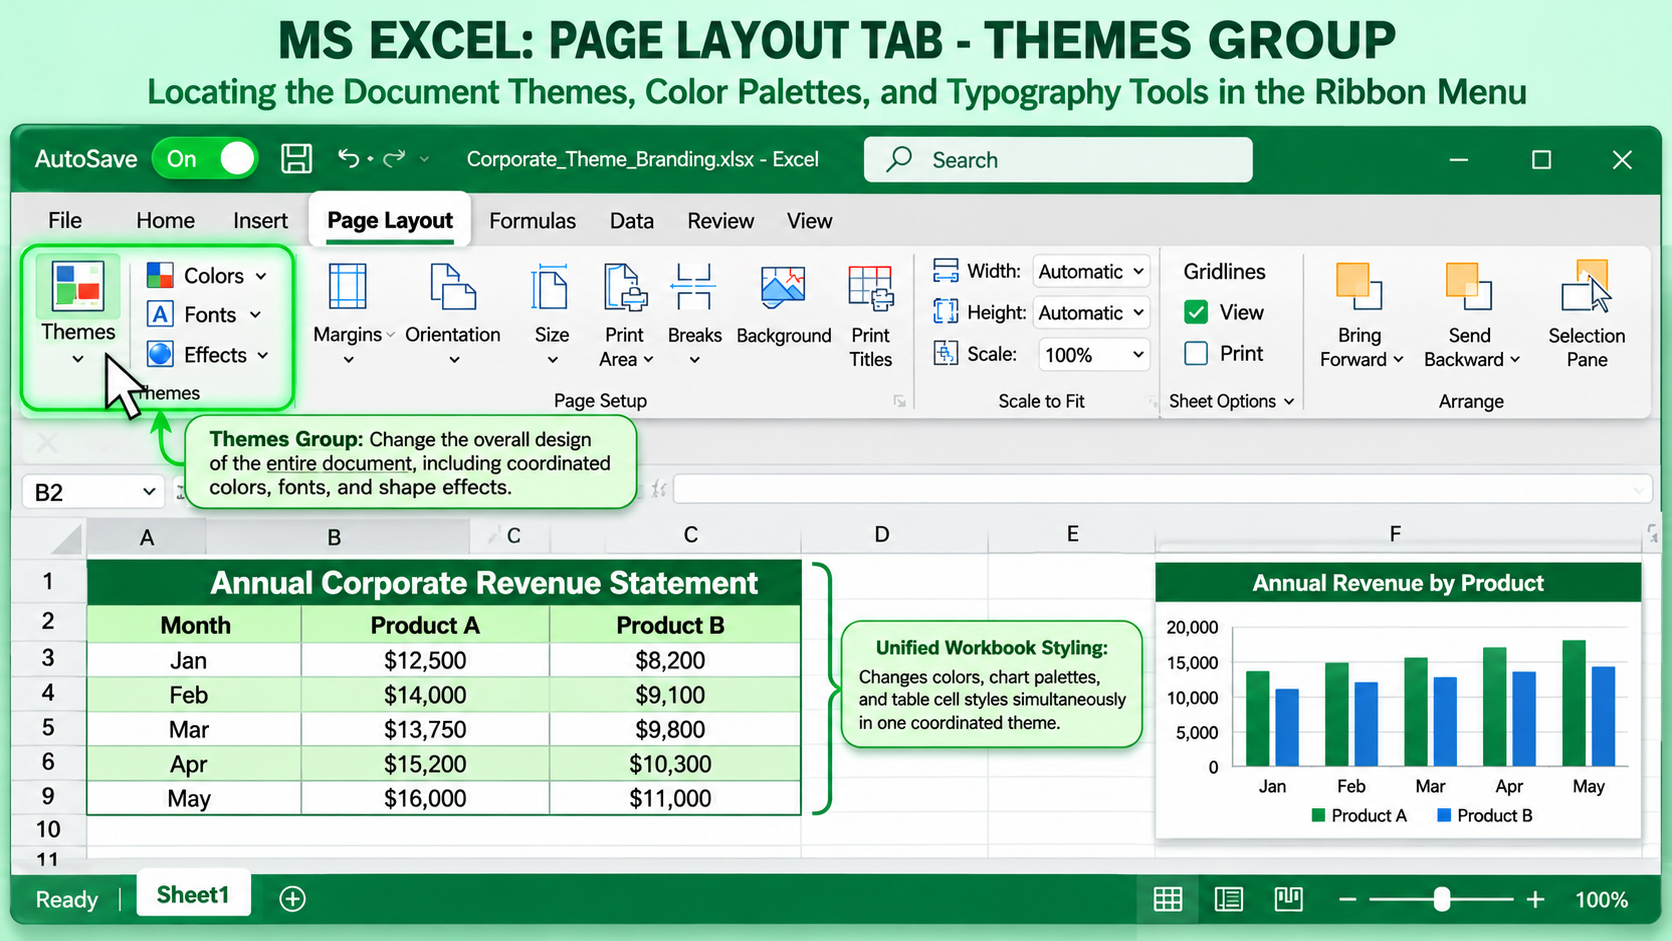 MS EXCEL: PAGE LAYOUT TAB - THEMES GROUP
Locating the Document Themes, Color Palettes, and Typography Tools in the Ribbon Menu
AutoSave On Corporate_Theme_Branding.xlsx - Excel Search
File Home Insert Page Layout Formulas Data Review View
Themes
Colors
Fonts
Effects
Themes
Margins
Orientation
Size
Print
Area
Breaks
Background
Print
Titles
Page Setup
Width: Automatic
Height: Automatic
Scale: 100%
Scale to Fit
Gridlines
View
Print
Sheet Options
Bring
Forward
Send
Backward
Selection
Pane
Arrange
Themes Group: Change the overall design
of the entire document, including coordinated
colors, fonts, and shape effects.
B2
A B C C D E F
1 Annual Corporate Revenue Statement
2 Month Product A Product B
3 Jan $12,500 $8,200
4 Feb $14,000 $9,100
5 Mar $13,750 $9,800
6 Apr $15,200 $10,300
9 May $16,000 $11,000
10
11
Unified Workbook Styling:
Changes colors, chart palettes,
and table cell styles simultaneously
in one coordinated theme.
Annual Revenue by Product
20,000
15,000
10,000
5,000
0
Jan Feb Mar Apr May
Product A Product B
Ready Sheet1 100%